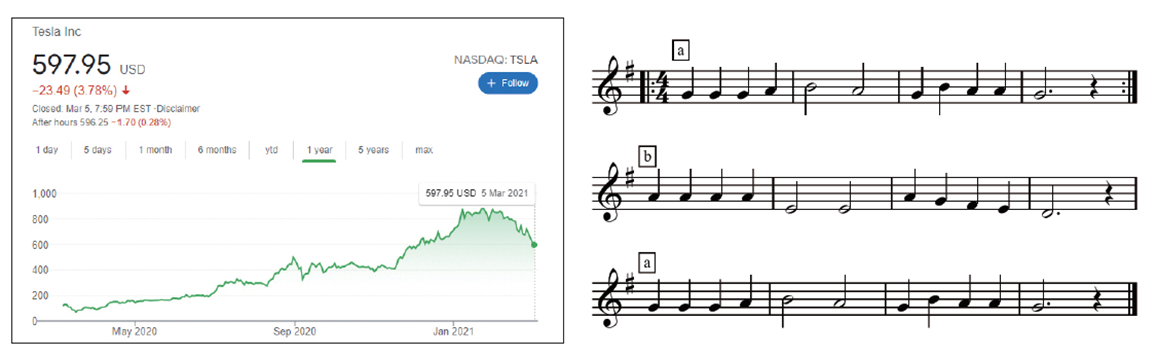 Tesla Inc
597.95 USD
NASDAQ: TSLA
+ Follow
−23.49 (3.78%) ↓
Closed: Mar 5, 7:59 PM EST ·Disclaimer
After hours 596.25 −1.70 (0.28%)
1 day 5 days 1 month 6 months ytd 1 year 5 years max
597.95 USD 5 Mar 2021
1,000
800
600
400
200
0
May 2020 Sep 2020 Jan 2021
a
4
4
b
a